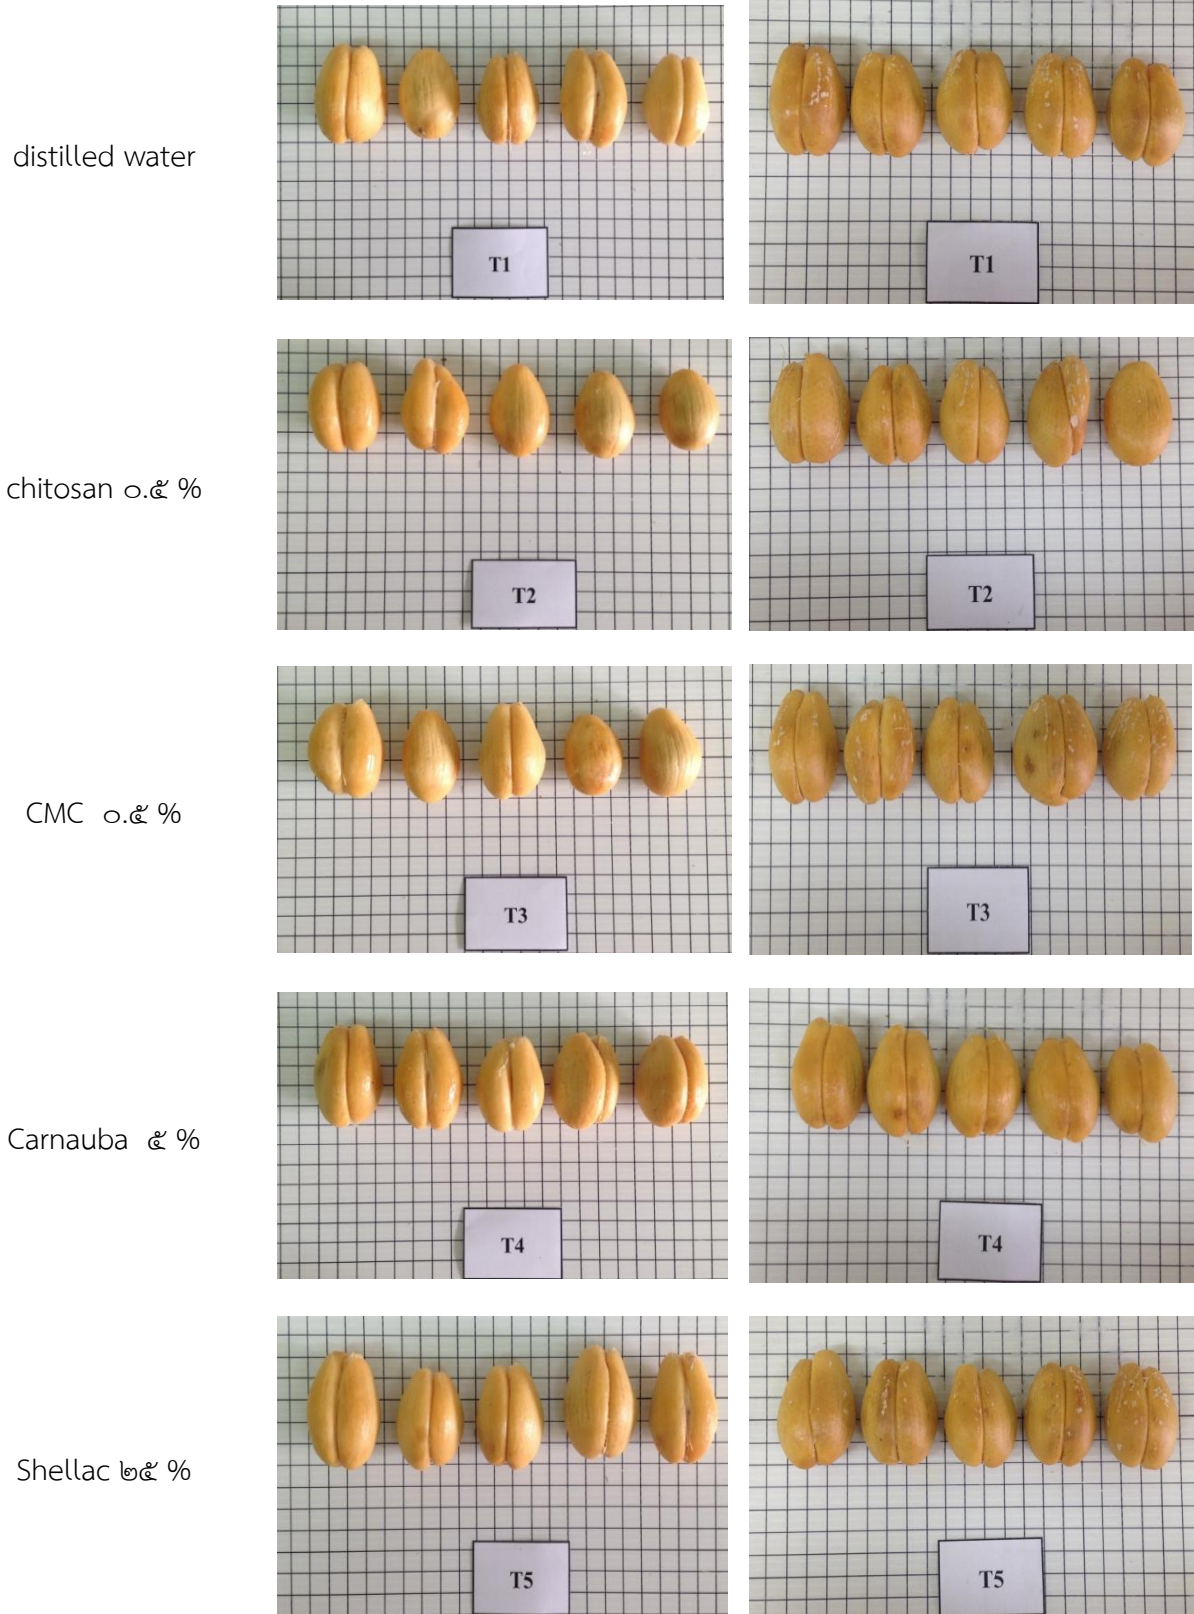 distilled water
T1
T1
chitosan ๐.๕ %
T2
T2
CMC ๐.๕ %
T3
T3
Carnauba ๕ %
T4
T4
Shellac ๒๕ %
T5
T5